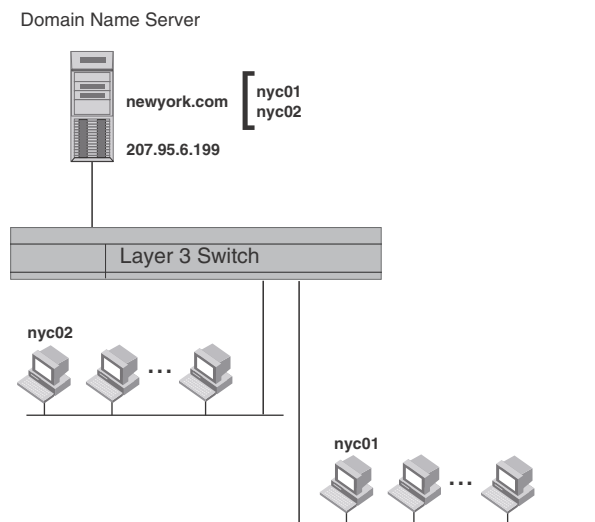 Domain Name Server
newyork.com
nyc01
nyc02
207.95.6.199
Layer 3 Switch
nyc02
...
nyc01
...